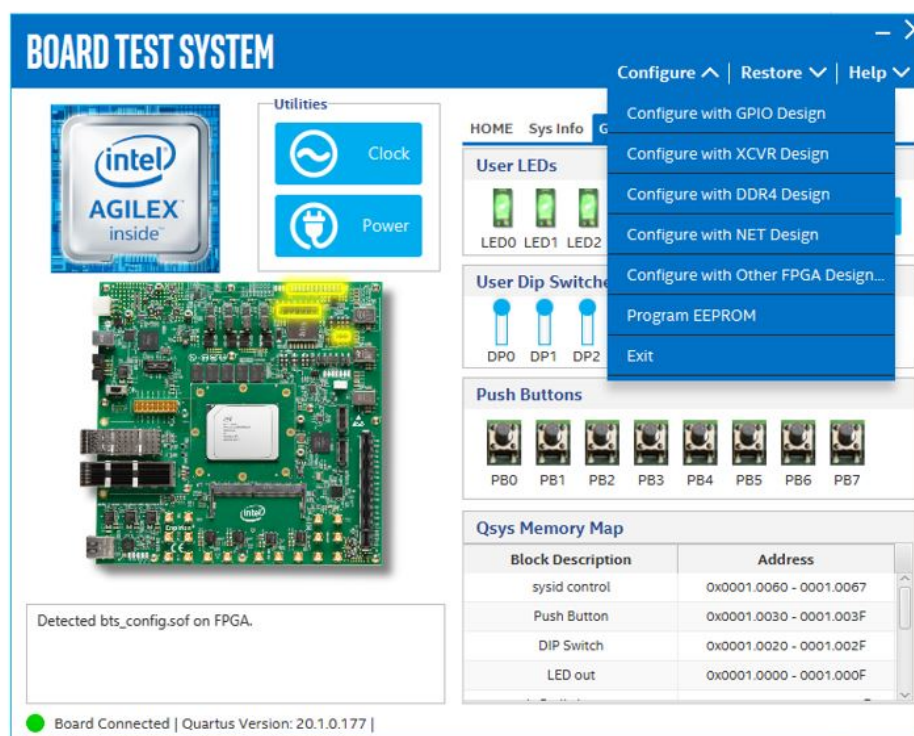 BOARD TEST SYSTEM
Configure | Restore | Help
Configure with GPIO Design
Configure with XCVR Design
Configure with DDR4 Design
Configure with NET Design
Configure with Other FPGA Design...
Program EEPROM
Exit
intel
AGILEX
inside
Utilities
Clock
Power
HOME Sys Info G
User LEDs
LED0 LED1 LED2
User Dip Switche
DP0 DP1 DP2
Push Buttons
PB0 PB1 PB2 PB3 PB4 PB5 PB6 PB7
intel
Qsys Memory Map
Block Description Address
sysid control 0x0001.0060 - 0001.0067
Push Button 0x0001.0030 - 0001.003F
DIP Switch 0x0001.0020 - 0001.002F
LED out 0x0001.0000 - 0001.000F
Detected bts_config.sof on FPGA.
Board Connected | Quartus Version: 20.1.0.177 |